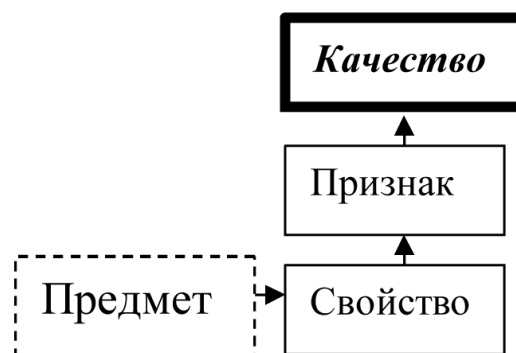 Качество
Признак
Предмет
Свойство